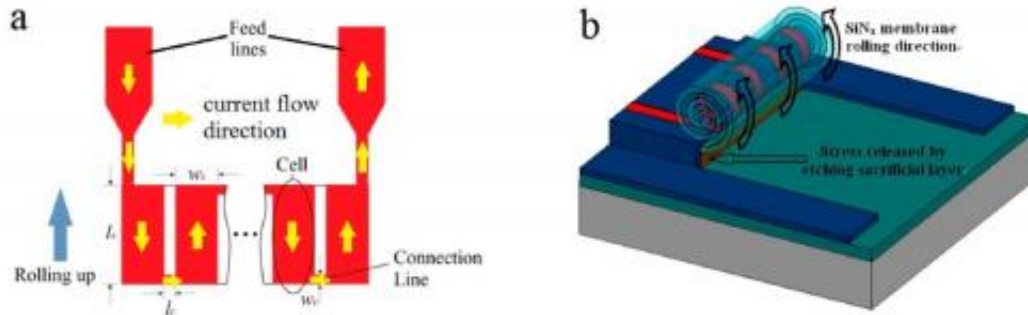 a
Feed
lines
current flow
direction
Cell
Rolling up
Connection
Line
b
SiNₓ membrane
rolling direction-
Stress released by
etching sacrificial layer